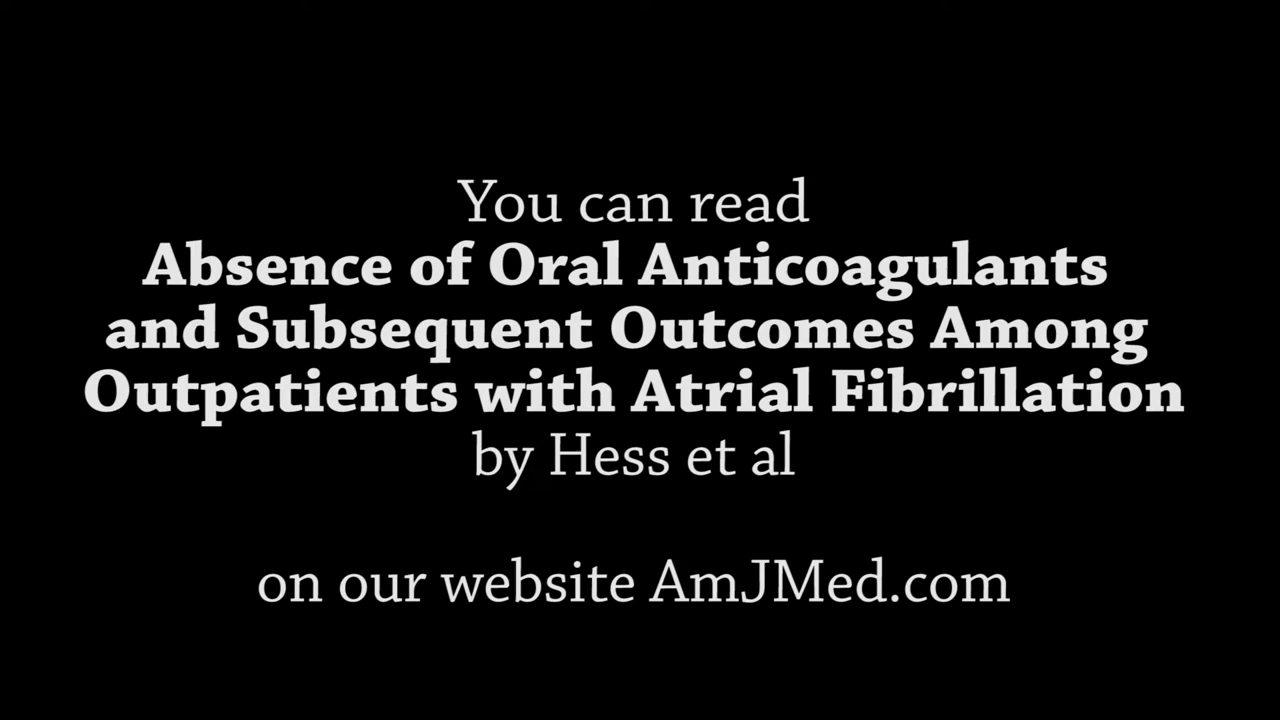 You can read
Absence of Oral Anticoagulants
and Subsequent Outcomes Among
Outpatients with Atrial Fibrillation
by Hess et al
on our website AmJMed.com